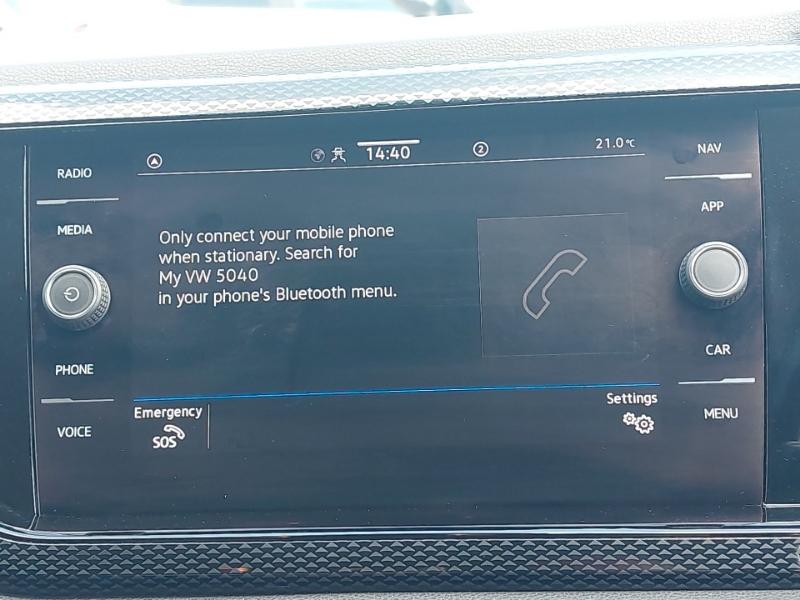 RADIO
MEDIA
PHONE
VOICE
14:40
2
21.0°C
Only connect your mobile phone
when stationary. Search for
My VW 5040
in your phone's Bluetooth menu.
Emergency
SOS
Settings
NAV
APP
CAR
MENU